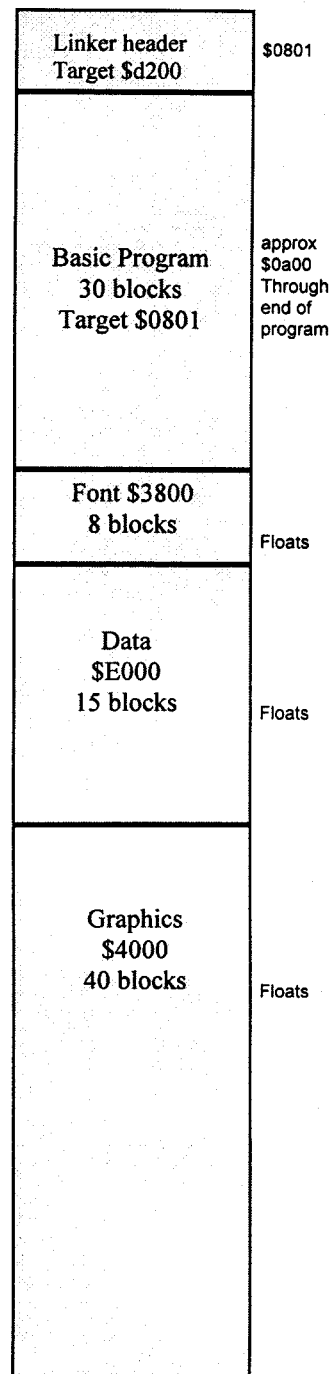 Linker header
Target $d200
$0801
Basic Program
30 blocks
Target $0801
approx
$0a00
Through
end of
program
Font $3800
8 blocks
Floats
Data
$E000
15 blocks
Floats
Graphics
$4000
40 blocks
Floats